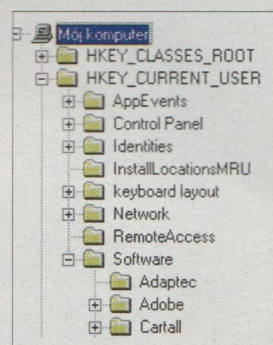 Mój komputer
HKEY_CLASSES_ROOT
HKEY_CURRENT_USER
AppEvents
Control Panel
Identities
InstallLocationsMRU
keyboard layout
Network
RemoteAccess
Software
Adaptec
Adobe
Cartall